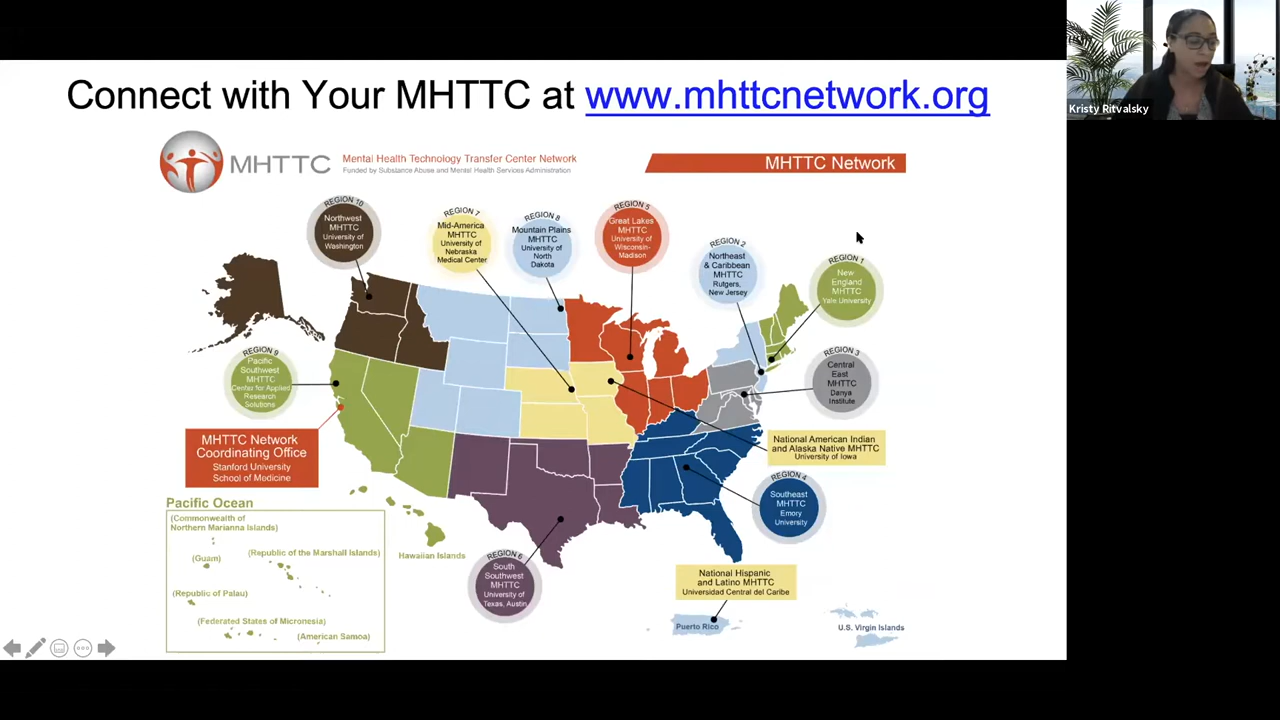 Connect with Your MHTTC at www.mhttcnetwork.org
Kristy Ritvalsky
MHTTC
Mental Health Technology Transfer Center Network
Funded by Substance Abuse and Mental Health Services Administration
MHTTC Network
REGION 10
Northwest
MHTTC
University of
Washington
REGION 7
Mid-America
MHTTC
University of
Nebraska
Medical Center
REGION 8
Mountain Plains
MHTTC
University of
North
Dakota
REGION 5
Great Lakes
MHTTC
University of
Wisconsin-
Madison
REGION 2
Northeast
& Caribbean
MHTTC
Rutgers,
New Jersey
REGION 1
New
England
MHTTC
Yale University
REGION 9
Pacific
Southwest
MHTTC
Center for Applied
Research
Solutions
REGION 3
Central
East
MHTTC
Danya
Institute
MHTTC Network
Coordinating Office
Stanford University
School of Medicine
National American Indian
and Alaska Native MHTTC
University of Iowa
REGION 4
Southeast
MHTTC
Emory
University
Pacific Ocean
(Commonwealth of
Northern Marianna Islands)
(Guam)
(Republic of the Marshall Islands)
(Republic of Palau)
(Federated States of Micronesia)
(American Samoa)
Hawaiian Islands
REGION 6
South
Southwest
MHTTC
University of
Texas, Austin
National Hispanic
and Latino MHTTC
Universidad Central del Caribe
Puerto Rico
U.S. Virgin Islands